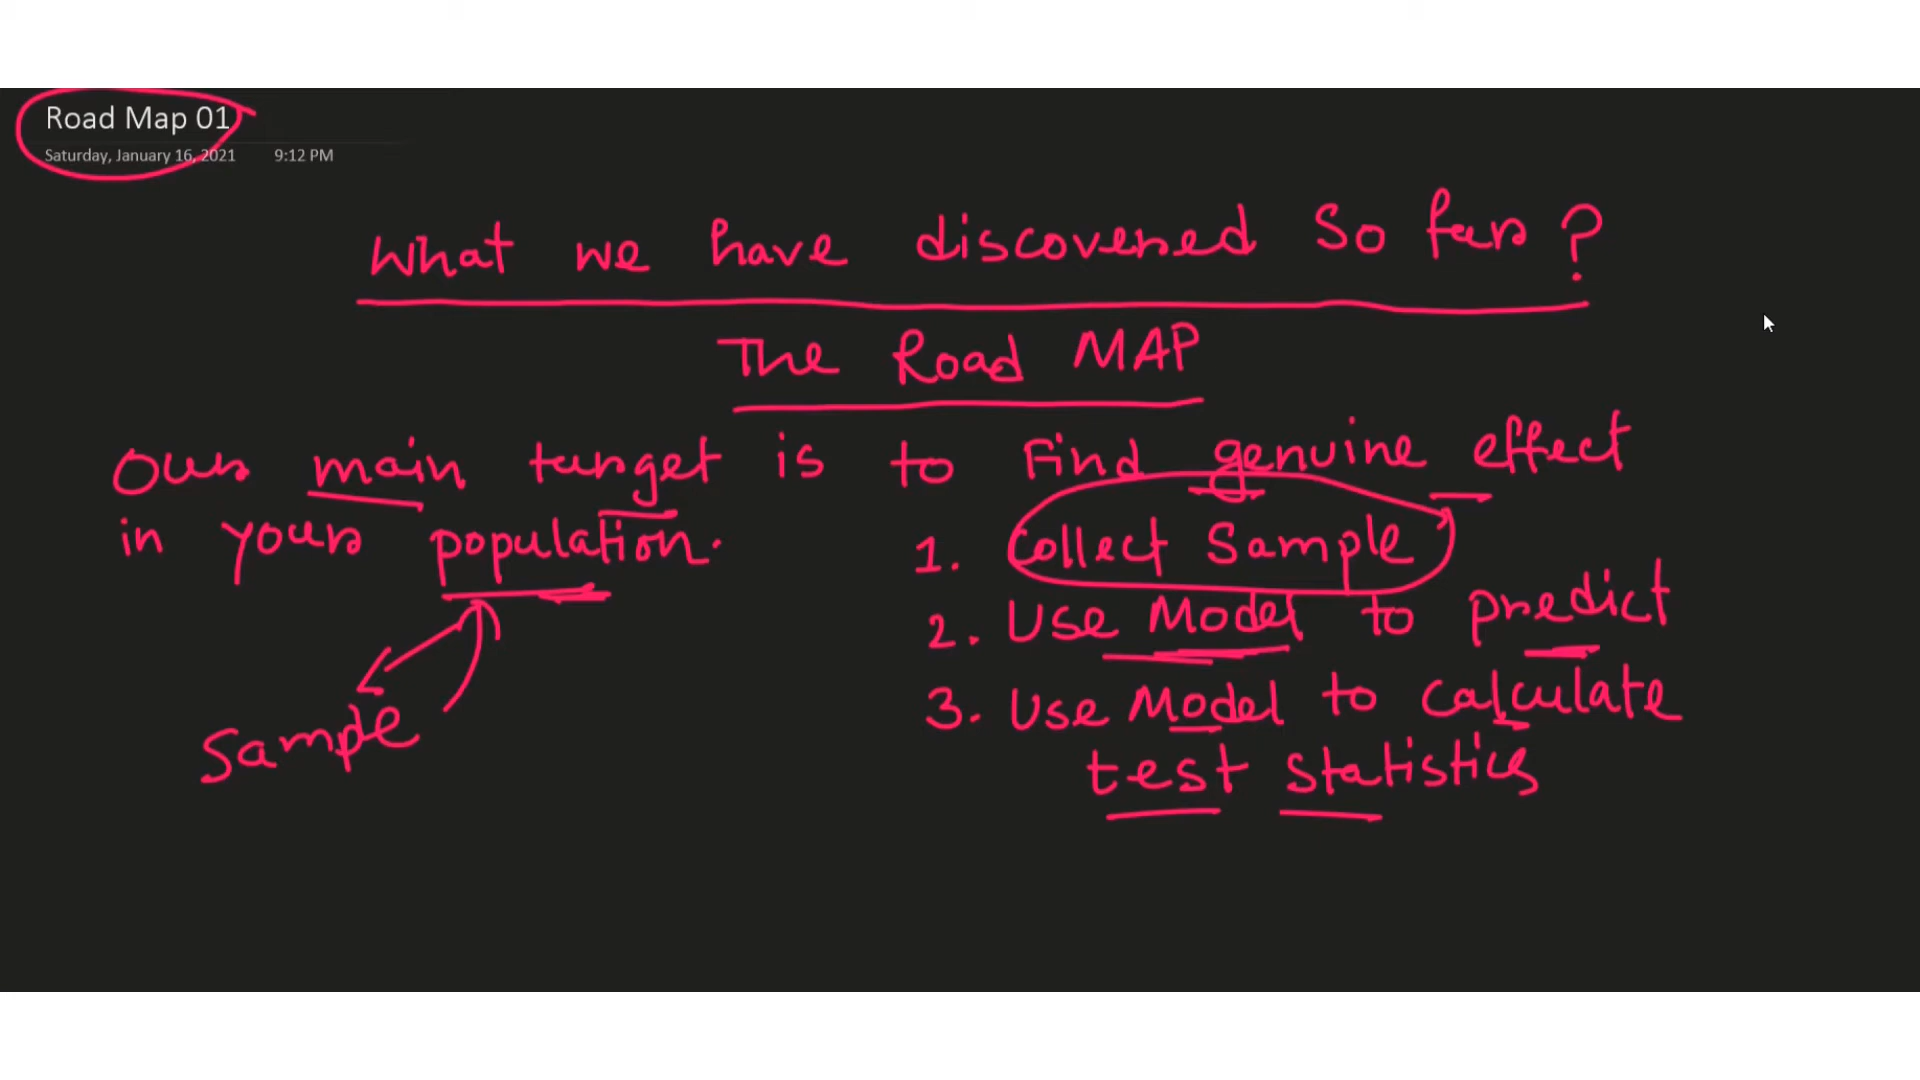 Road Map 01
Saturday, January 16, 2021 9:12 PM
What we have discovered So far ?
The Road MAP
Our main target is to Find genuine effect
in your population.
1. Collect Sample
2. Use Model to predict
3. Use Model to calculate
test statistics
Sample